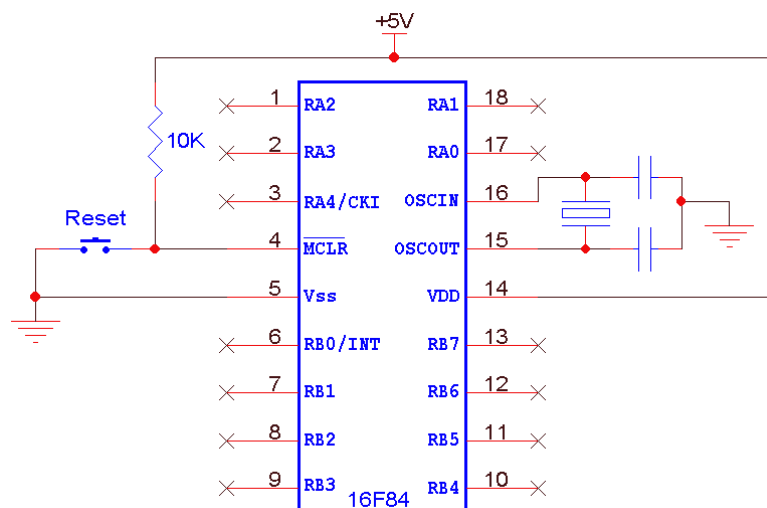 +5V
1 RA2 RA1 18
10K
2 RA3 RA0 17
3 RA4/CKI OSCIN 16
Reset
4 MCLR OSCOUT 15
5 Vss VDD 14
6 RB0/INT RB7 13
7 RB1 RB6 12
8 RB2 RB5 11
9 RB3 RB4 10
16F84